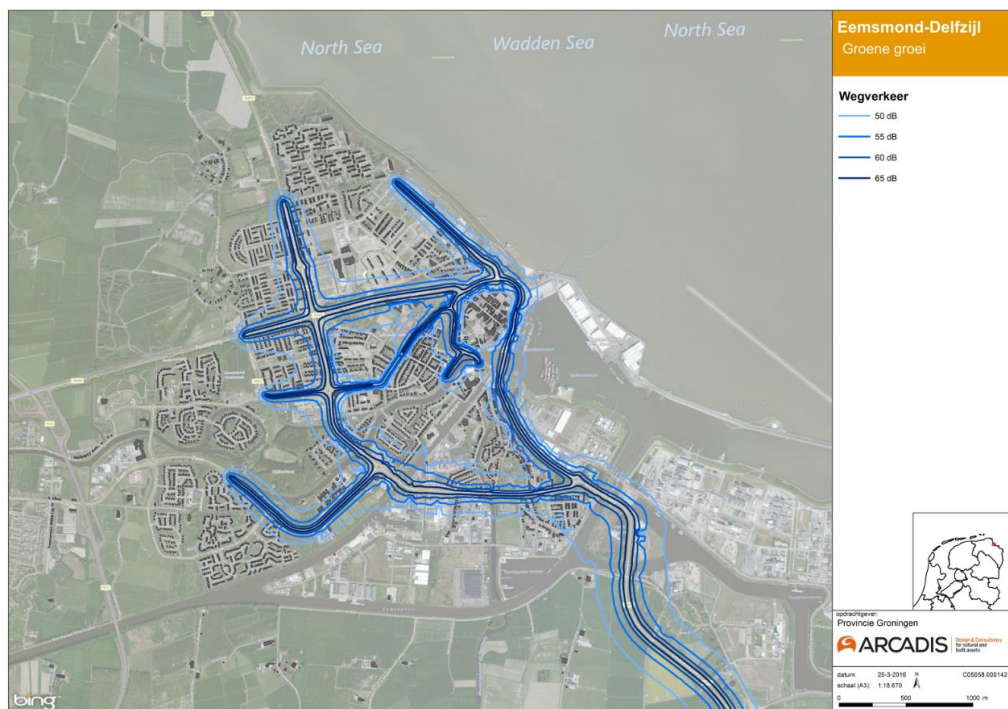 North Sea
Wadden Sea
North Sea
bing
Eemsmond-Delfzijl
Groene groei
Wegverkeer
50 dB
55 dB
60 dB
65 dB
opdrachtgever:
Provincie Groningen
ARCADIS
Design & Consultancy
for natural and
built assets
datum: 25-3-2016 N C05058.000142
schaal (A3): 1:18.870
0 500 1000 m